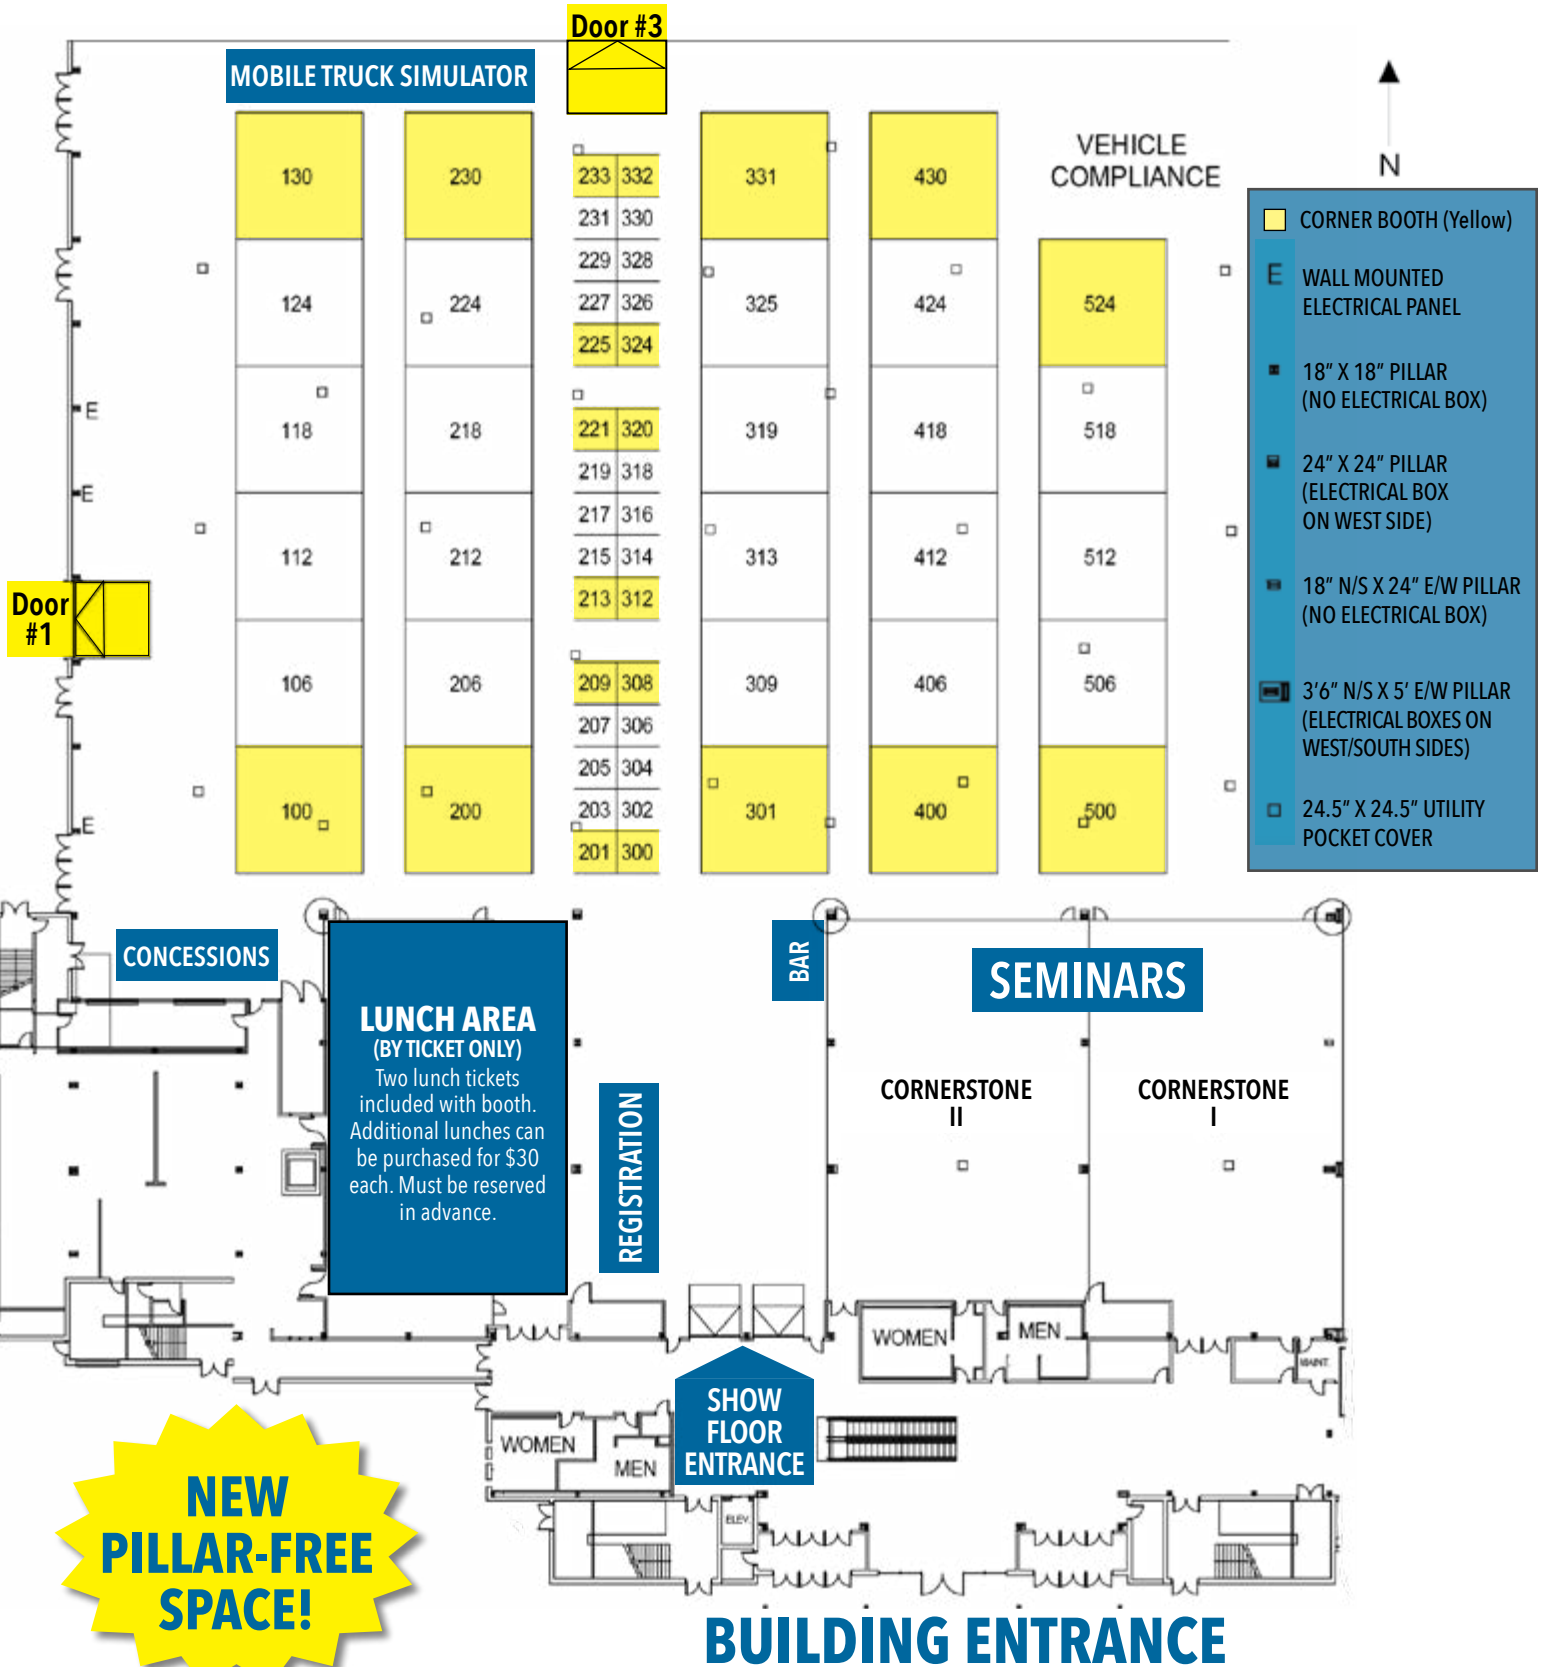 Door #3
MOBILE TRUCK SIMULATOR
N
VEHICLE
COMPLIANCE
130 230 233 332 331 430
231 330
229 328
124 224 227 326 325 424 524
225 324
118 218 221 320 319 418 518
219 318
217 316
112 212 215 314 313 412 512
213 312
106 206 209 308 309 406 506
207 306
205 304
100 200 203 302 301 400 500
201 300
E
E
E
Door
#1
CORNER BOOTH (Yellow)
E WALL MOUNTED
ELECTRICAL PANEL
18" X 18" PILLAR
(NO ELECTRICAL BOX)
24" X 24" PILLAR
(ELECTRICAL BOX
ON WEST SIDE)
18" N/S X 24" E/W PILLAR
(NO ELECTRICAL BOX)
3'6" N/S X 5' E/W PILLAR
(ELECTRICAL BOXES ON
WEST/SOUTH SIDES)
24.5" X 24.5" UTILITY
POCKET COVER
CONCESSIONS
LUNCH AREA
(BY TICKET ONLY)
Two lunch tickets
included with booth.
Additional lunches can
be purchased for $30
each. Must be reserved
in advance.
REGISTRATION
BAR
SEMINARS
CORNERSTONE
II
CORNERSTONE
I
WOMEN
MEN
MAINT.
SHOW
FLOOR
ENTRANCE
WOMEN
MEN
ELEV.
NEW
PILLAR-FREE
SPACE!
BUILDING ENTRANCE